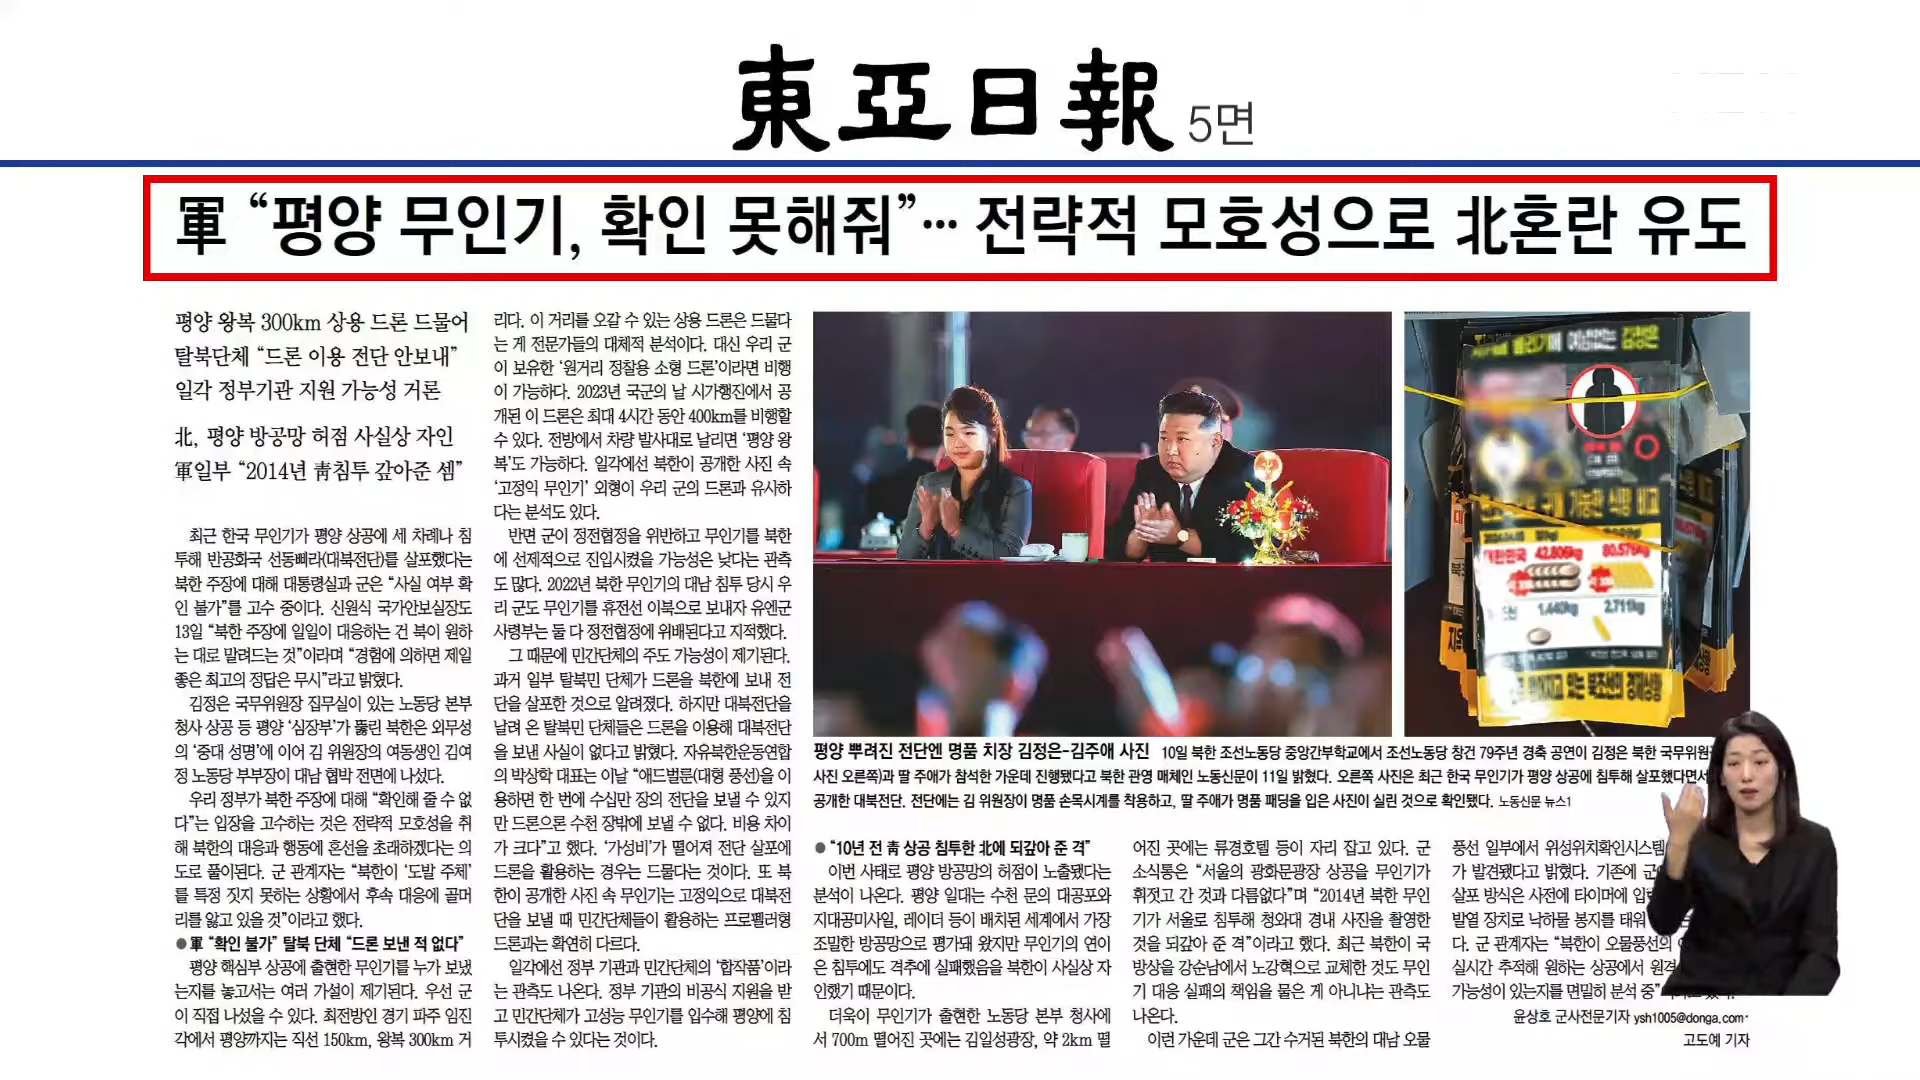 東亞日報 5면
軍 “평양 무인기, 확인 못해줘”… 전략적 모호성으로 北혼란 유도
평양 왕복 300km 상용 드론 드물어
탈북단체 “드론 이용 전단 안보내”
일각 정부기관 지원 가능성 거론
北, 평양 방공망 허점 사실상 자인
軍일부 “2014년 靑침투 갚아준 셈”
최근 한국 무인기가 평양 상공에 세 차례나 침
투해 반공화국 선동삐라(대북전단)를 살포했다는
북한 주장에 대해 대통령실과 군은 “사실 여부 확
인 불가”를 고수 중이다. 신원식 국가안보실장도
13일 “북한 주장에 일일이 대응하는 건 북이 원하
는 대로 말려드는 것”이라며 “경험에 의하면 제일
좋은 최고의 정답은 무시”라고 밝혔다.
김정은 국무위원장 집무실이 있는 노동당 본부
청사 상공 등 평양 ‘심장부’가 뚫린 북한은 외무성
의 ‘중대 성명’에 이어 김 위원장의 여동생인 김여
정 노동당 부부장이 대남 협박 전면에 나섰다.
우리 정부가 북한 주장에 대해 “확인해 줄 수 없
다”는 입장을 고수하는 것은 전략적 모호성을 취
해 북한의 대응과 행동에 혼선을 초래하겠다는 의
도로 풀이된다. 군 관계자는 “북한이 ‘도발 주체’
를 특정 짓지 못하는 상황에서 후속 대응에 골머
리를 앓고 있을 것”이라고 했다.
● 軍 “확인 불가” 탈북 단체 “드론 보낸 적 없다”
평양 핵심부 상공에 출현한 무인기를 누가 보냈
는지를 놓고서는 여러 가설이 제기된다. 우선 군
이 직접 나섰을 수 있다. 최전방인 경기 파주 임진
각에서 평양까지는 직선 150km, 왕복 300km 거
리다. 이 거리를 오갈 수 있는 상용 드론은 드물다
는 게 전문가들의 대체적 분석이다. 대신 우리 군
이 보유한 ‘원거리 정찰용 소형 드론’이라면 비행
이 가능하다. 2023년 국군의 날 시가행진에서 공
개된 이 드론은 최대 4시간 동안 400km를 비행할
수 있다. 전방에서 차량 발사대로 날리면 ‘평양 왕
복’도 가능하다. 일각에선 북한이 공개한 사진 속
‘고정익 무인기’ 외형이 우리 군의 드론과 유사하
다는 분석도 있다.
반면 군이 정전협정을 위반하고 무인기를 북한
에 선제적으로 진입시켰을 가능성은 낮다는 관측
도 많다. 2022년 북한 무인기의 대남 침투 당시 우
리 군도 무인기를 휴전선 이북으로 보내자 유엔군
사령부는 둘 다 정전협정에 위배된다고 지적했다.
그 때문에 민간단체의 주도 가능성이 제기된다.
과거 일부 탈북민 단체가 드론을 북한에 보내 전
단을 살포한 것으로 알려졌다. 하지만 대북전단을
날려 온 탈북민 단체들은 드론을 이용해 대북전단
을 보낸 사실이 없다고 밝혔다. 자유북한운동연합
의 박상학 대표는 이날 “애드벌룬(대형 풍선)을 이
용하면 한 번에 수십만 장의 전단을 보낼 수 있지
만 드론으론 수천 장밖에 보낼 수 없다. 비용 차이
가 크다”고 했다. ‘가성비’가 떨어져 전단 살포에
드론을 활용하는 경우는 드물다는 것이다. 또 북
한이 공개한 사진 속 무인기는 고정익으로 대북전
단을 보낼 때 민간단체들이 활용하는 프로펠러형
드론과는 확연히 다르다.
일각에선 정부 기관과 민간단체의 ‘합작품’이라
는 관측도 나온다. 정부 기관의 비공식 지원을 받
고 민간단체가 고성능 무인기를 입수해 평양에 침
투시켰을 수 있다는 것이다.
김정은
대한민국 42.806kg 80.576kg
1.440kg 2.711kg
평양 뿌려진 전단엔 명품 치장 김정은-김주애 사진 10일 북한 조선노동당 중앙간부학교에서 조선노동당 창건 79주년 경축 공연이 김정은 북한 국무위원
사진 오른쪽)과 딸 주애가 참석한 가운데 진행됐다고 북한 관영 매체인 노동신문이 11일 밝혔다. 오른쪽 사진은 최근 한국 무인기가 평양 상공에 침투해 살포했다면서
공개한 대북전단. 전단에는 김 위원장이 명품 손목시계를 착용하고, 딸 주애가 명품 패딩을 입은 사진이 실린 것으로 확인됐다. 노동신문 뉴스1
● “10년 전 靑 상공 침투한 北에 되갚아 준 격”
이번 사태로 평양 방공망의 허점이 노출됐다는
분석이 나온다. 평양 일대는 수천 문의 대공포와
지대공미사일, 레이더 등이 배치된 세계에서 가장
조밀한 방공망으로 평가돼 왔지만 무인기의 연이
은 침투에도 격추에 실패했음을 북한이 사실상 자
인했기 때문이다.
더욱이 무인기가 출현한 노동당 본부 청사에
서 700m 떨어진 곳에는 김일성광장, 약 2km 떨
어진 곳에는 류경호텔 등이 자리 잡고 있다. 군
소식통은 “서울의 광화문광장 상공을 무인기가
휘젓고 간 것과 다름없다”며 “2014년 북한 무인
기가 서울로 침투해 청와대 경내 사진을 촬영한
것을 되갚아 준 격”이라고 했다. 최근 북한이 국
방상을 강순남에서 노강혁으로 교체한 것도 무인
기 대응 실패의 책임을 물은 게 아니냐는 관측도
나온다.
이런 가운데 군은 그간 수거된 북한의 대남 오물
풍선 일부에서 위성위치확인시스템
가 발견됐다고 밝혔다. 기존에
살포 방식은 사전에 타이머에
발열 장치로 낙하물 봉지를 태워
다. 군 관계자는 “북한이 오물풍선의
실시간 추적해 원하는 상공에서
가능성이 있는지를 면밀히 분석 중”
윤상호 군사전문기자 ysh1005@donga.com·
고도예 기자